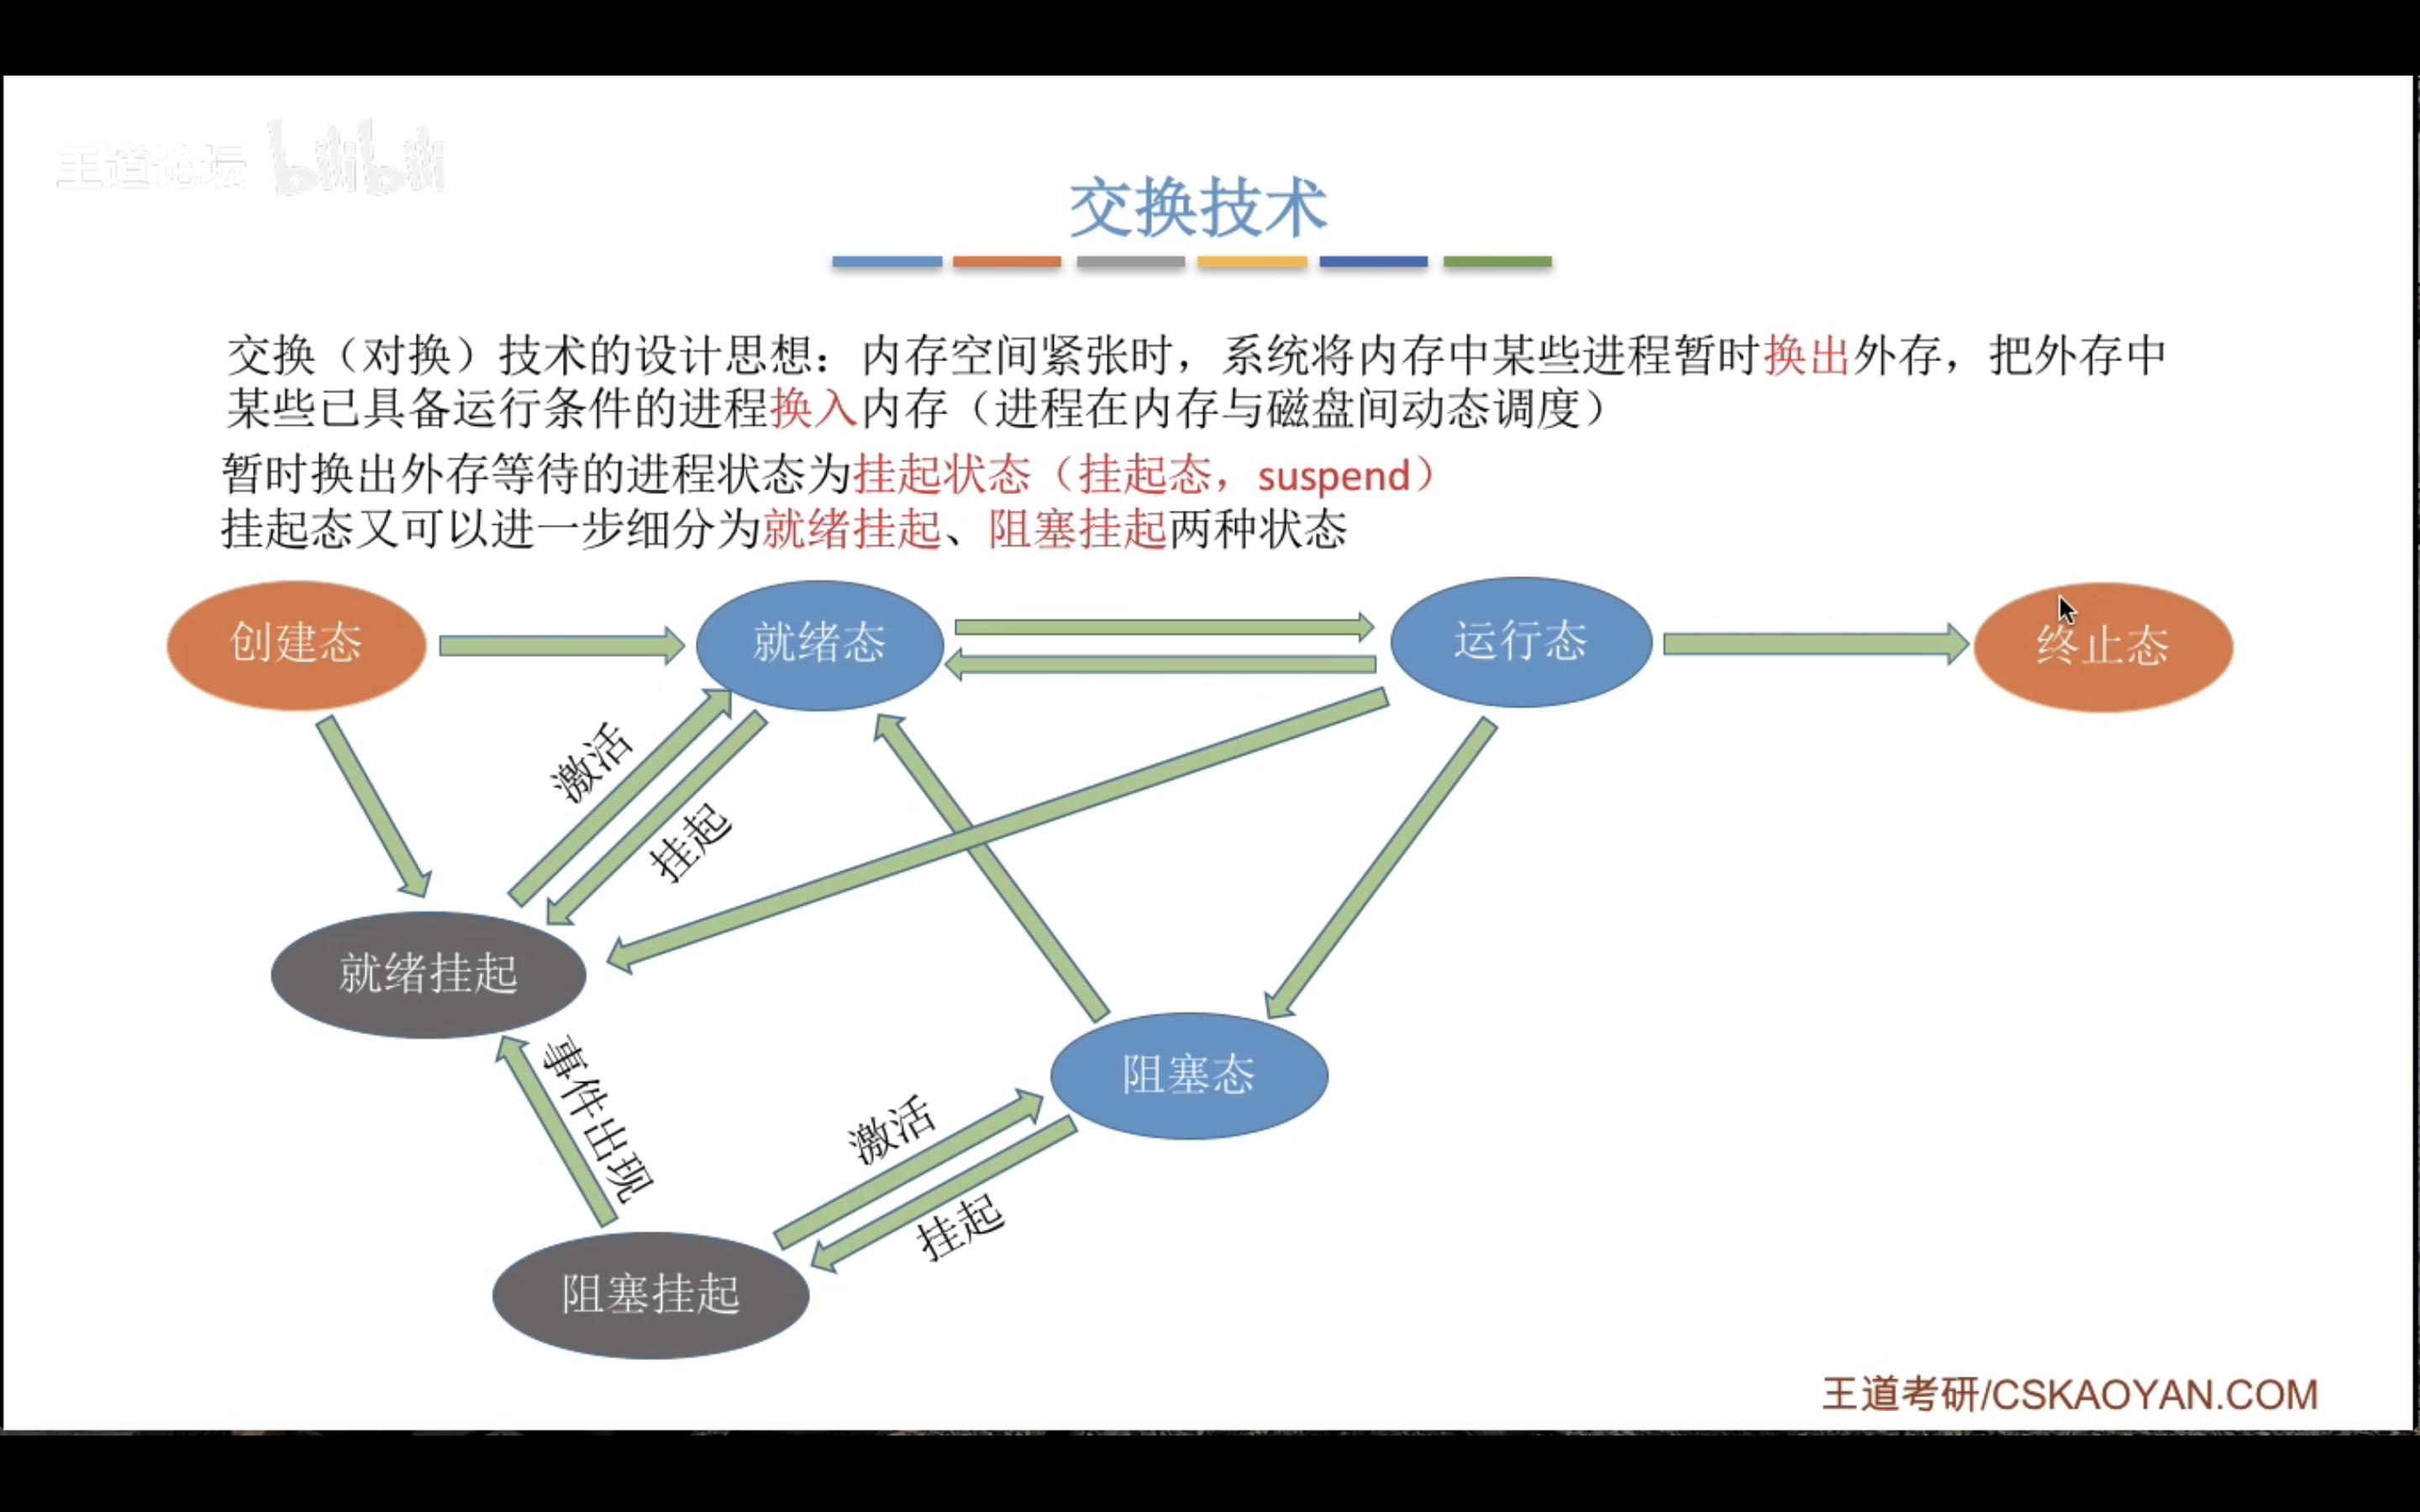 王道论坛 bilibili
交换技术
交换（对换）技术的设计思想：内存空间紧张时，系统将内存中某些进程暂时换出外存，把外存中
某些已具备运行条件的进程换入内存（进程在内存与磁盘间动态调度）
暂时换出外存等待的进程状态为挂起状态（挂起态，suspend）
挂起态又可以进一步细分为就绪挂起、阻塞挂起两种状态
创建态
就绪态
运行态
终止态
激活
挂起
就绪挂起
事件出现
阻塞态
激活
挂起
阻塞挂起
王道考研/CSKAOYAN.COM